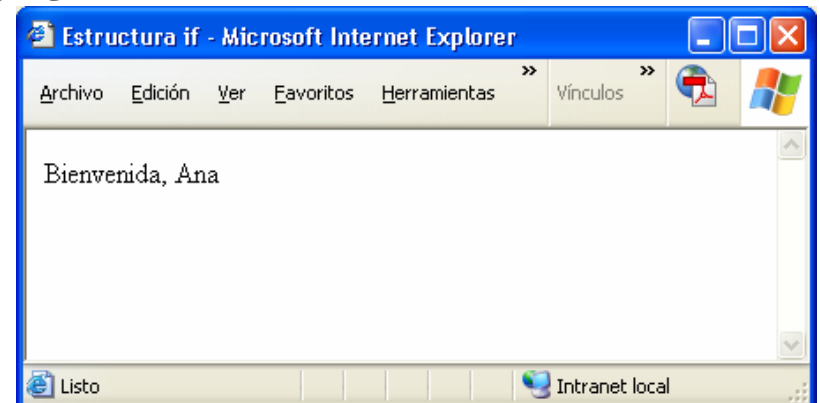 Estructura if - Microsoft Internet Explorer
Archivo Edición Ver Favoritos Herramientas » Vínculos »
Bienvenida, Ana
Listo Intranet local